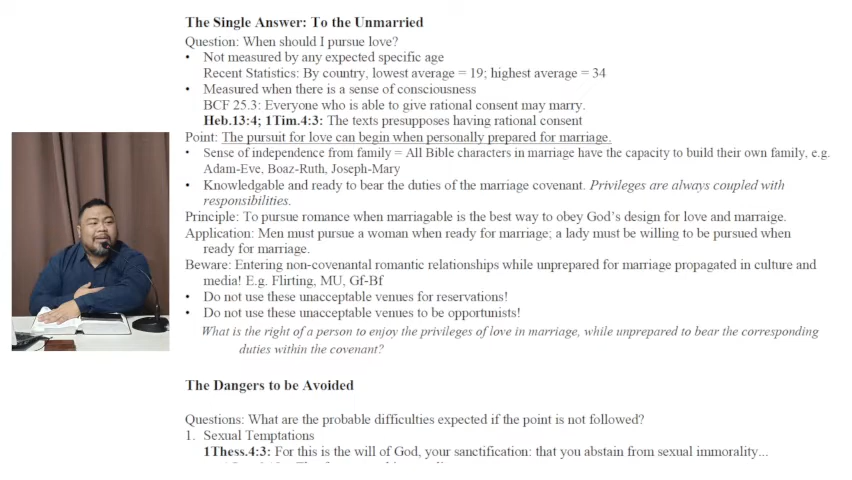 The Single Answer: To the Unmarried
Question: When should I pursue love?
• Not measured by any expected specific age
Recent Statistics: By country, lowest average = 19; highest average = 34
• Measured when there is a sense of consciousness
BCF 25.3: Everyone who is able to give rational consent may marry.
Heb.13:4; 1Tim.4:3: The texts presupposes having rational consent
Point: The pursuit for love can begin when personally prepared for marriage.
• Sense of independence from family = All Bible characters in marriage have the capacity to build their own family, e.g.
Adam-Eve, Boaz-Ruth, Joseph-Mary
• Knowledgable and ready to bear the duties of the marriage covenant. Privileges are always coupled with
responsibilities.
Principle: To pursue romance when marriagable is the best way to obey God's design for love and marraige.
Application: Men must pursue a woman when ready for marriage; a lady must be willing to be pursued when
ready for marriage.
Beware: Entering non-covenantal romantic relationships while unprepared for marriage propagated in culture and
media! E.g. Flirting, MU, Gf-Bf
• Do not use these unacceptable venues for reservations!
• Do not use these unacceptable venues to be opportunists!
What is the right of a person to enjoy the privileges of love in marriage, while unprepared to bear the corresponding
duties within the covenant?
The Dangers to be Avoided
Questions: What are the probable difficulties expected if the point is not followed?
1. Sexual Temptations
1Thess.4:3: For this is the will of God, your sanctification: that you abstain from sexual immorality...